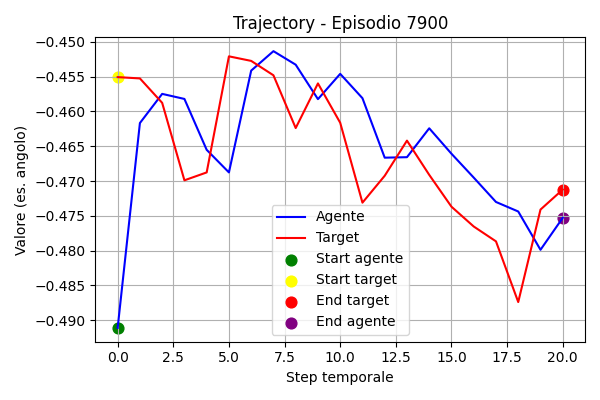 Trajectory - Episodio 7900
Valore (es. angolo)
−0.450
−0.455
−0.460
−0.465
−0.470
−0.475
−0.480
−0.485
−0.490
Agente
Target
Start agente
Start target
End target
End agente
0.0 2.5 5.0 7.5 10.0 12.5 15.0 17.5 20.0
Step temporale